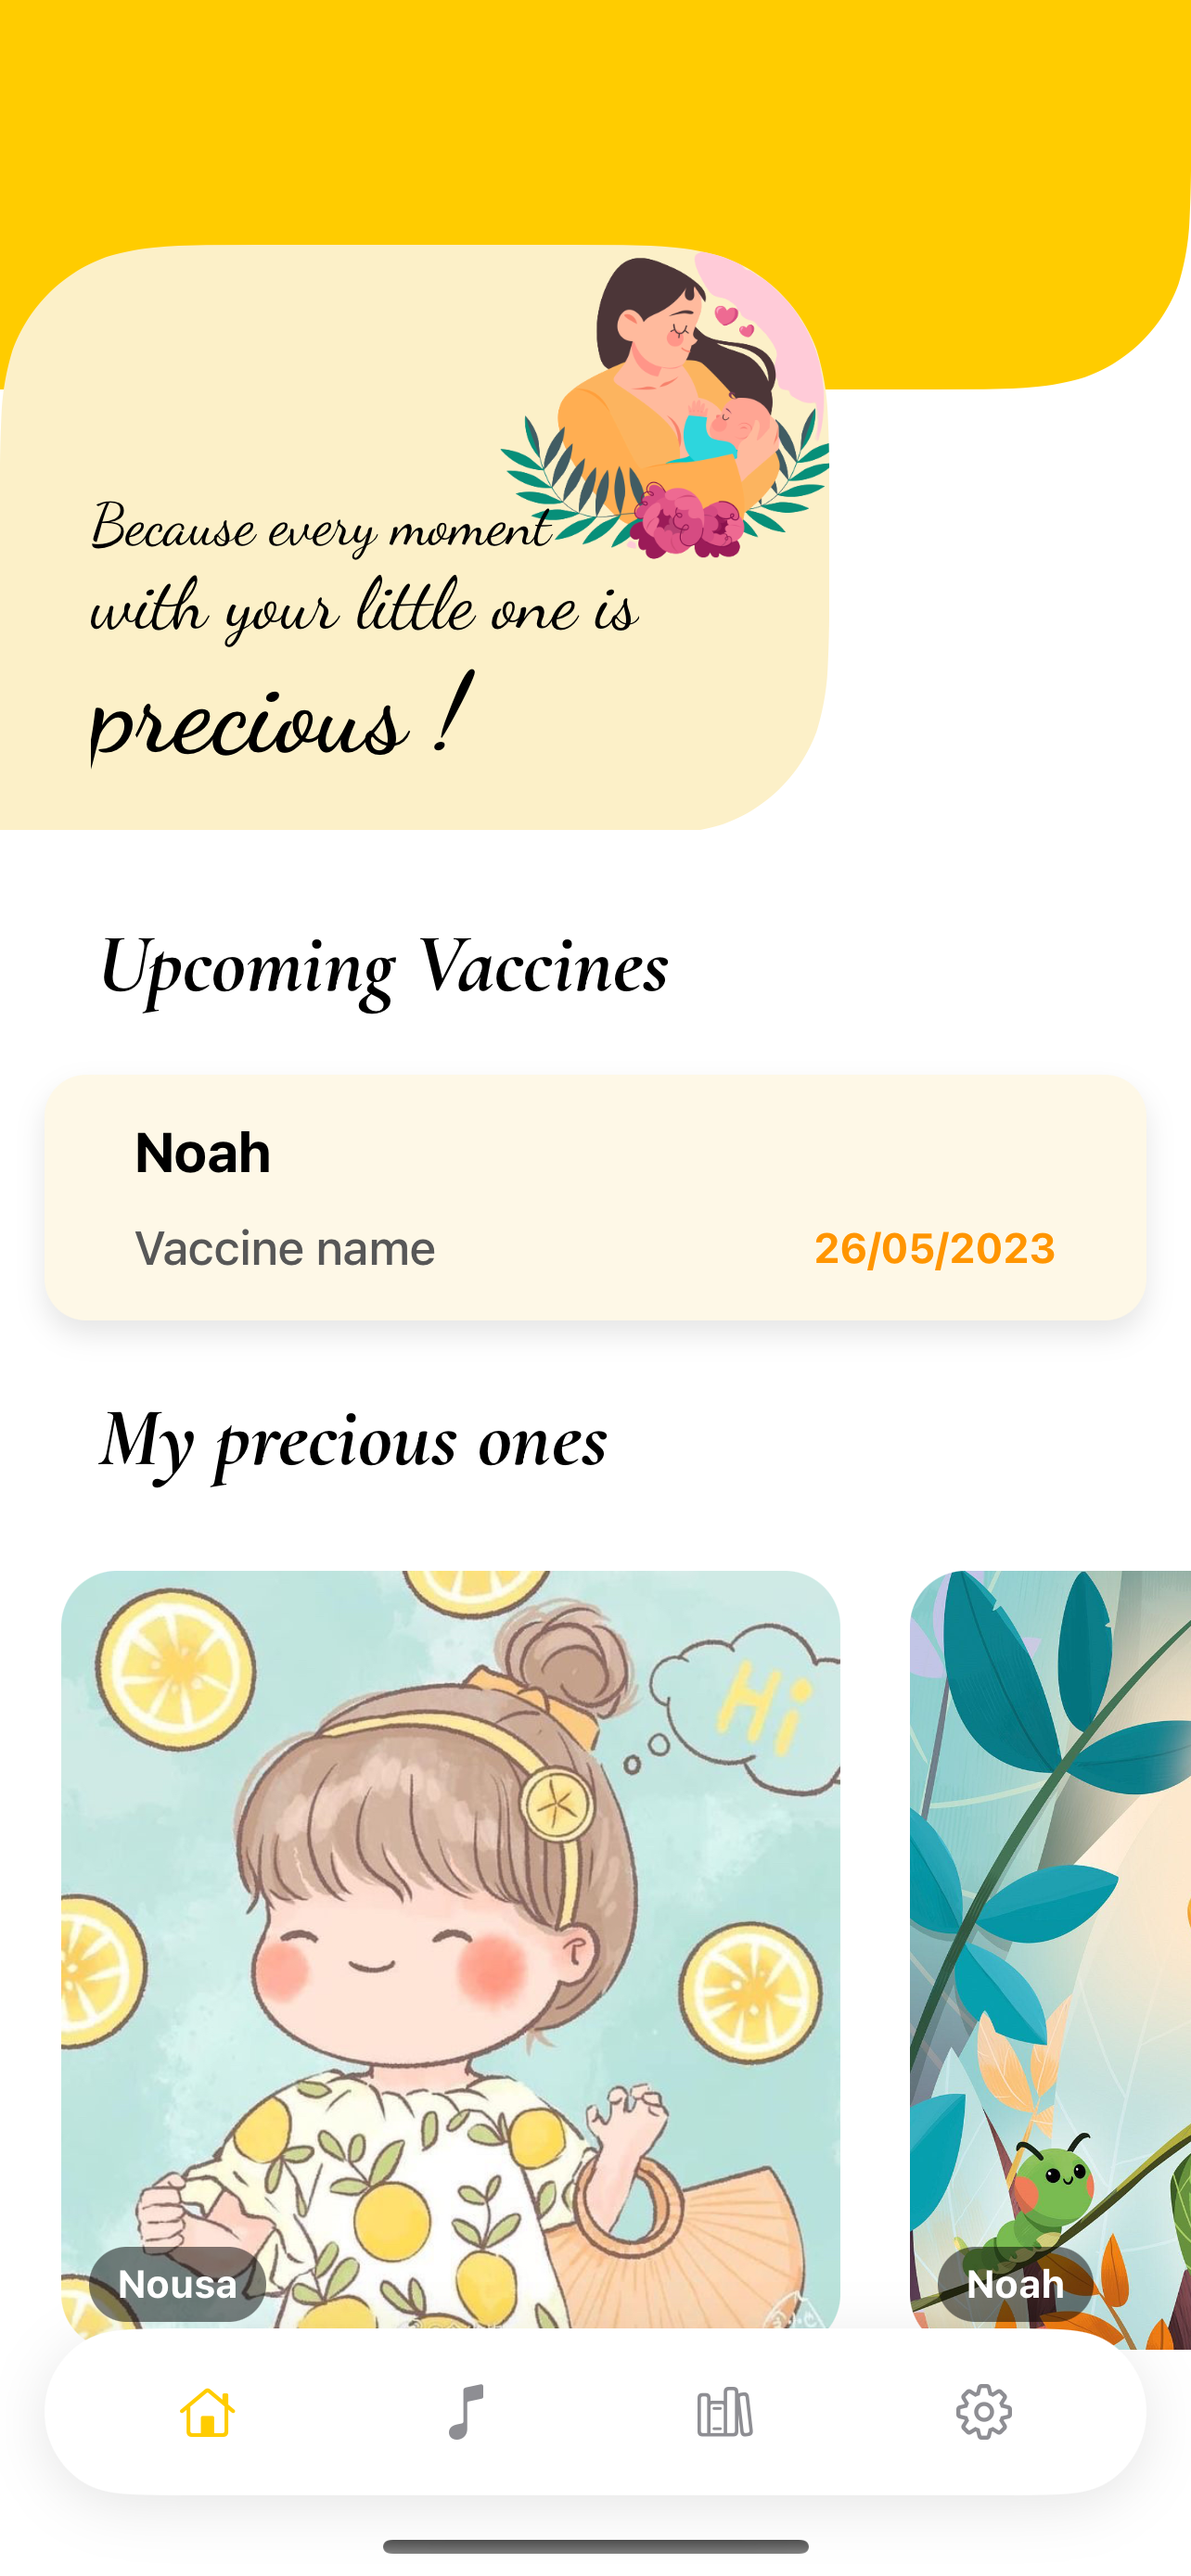 Because every moment
with your little one is
precious !
Upcoming Vaccines
Noah
Vaccine name
26/05/2023
My precious ones
Hi
Nousa
Noah